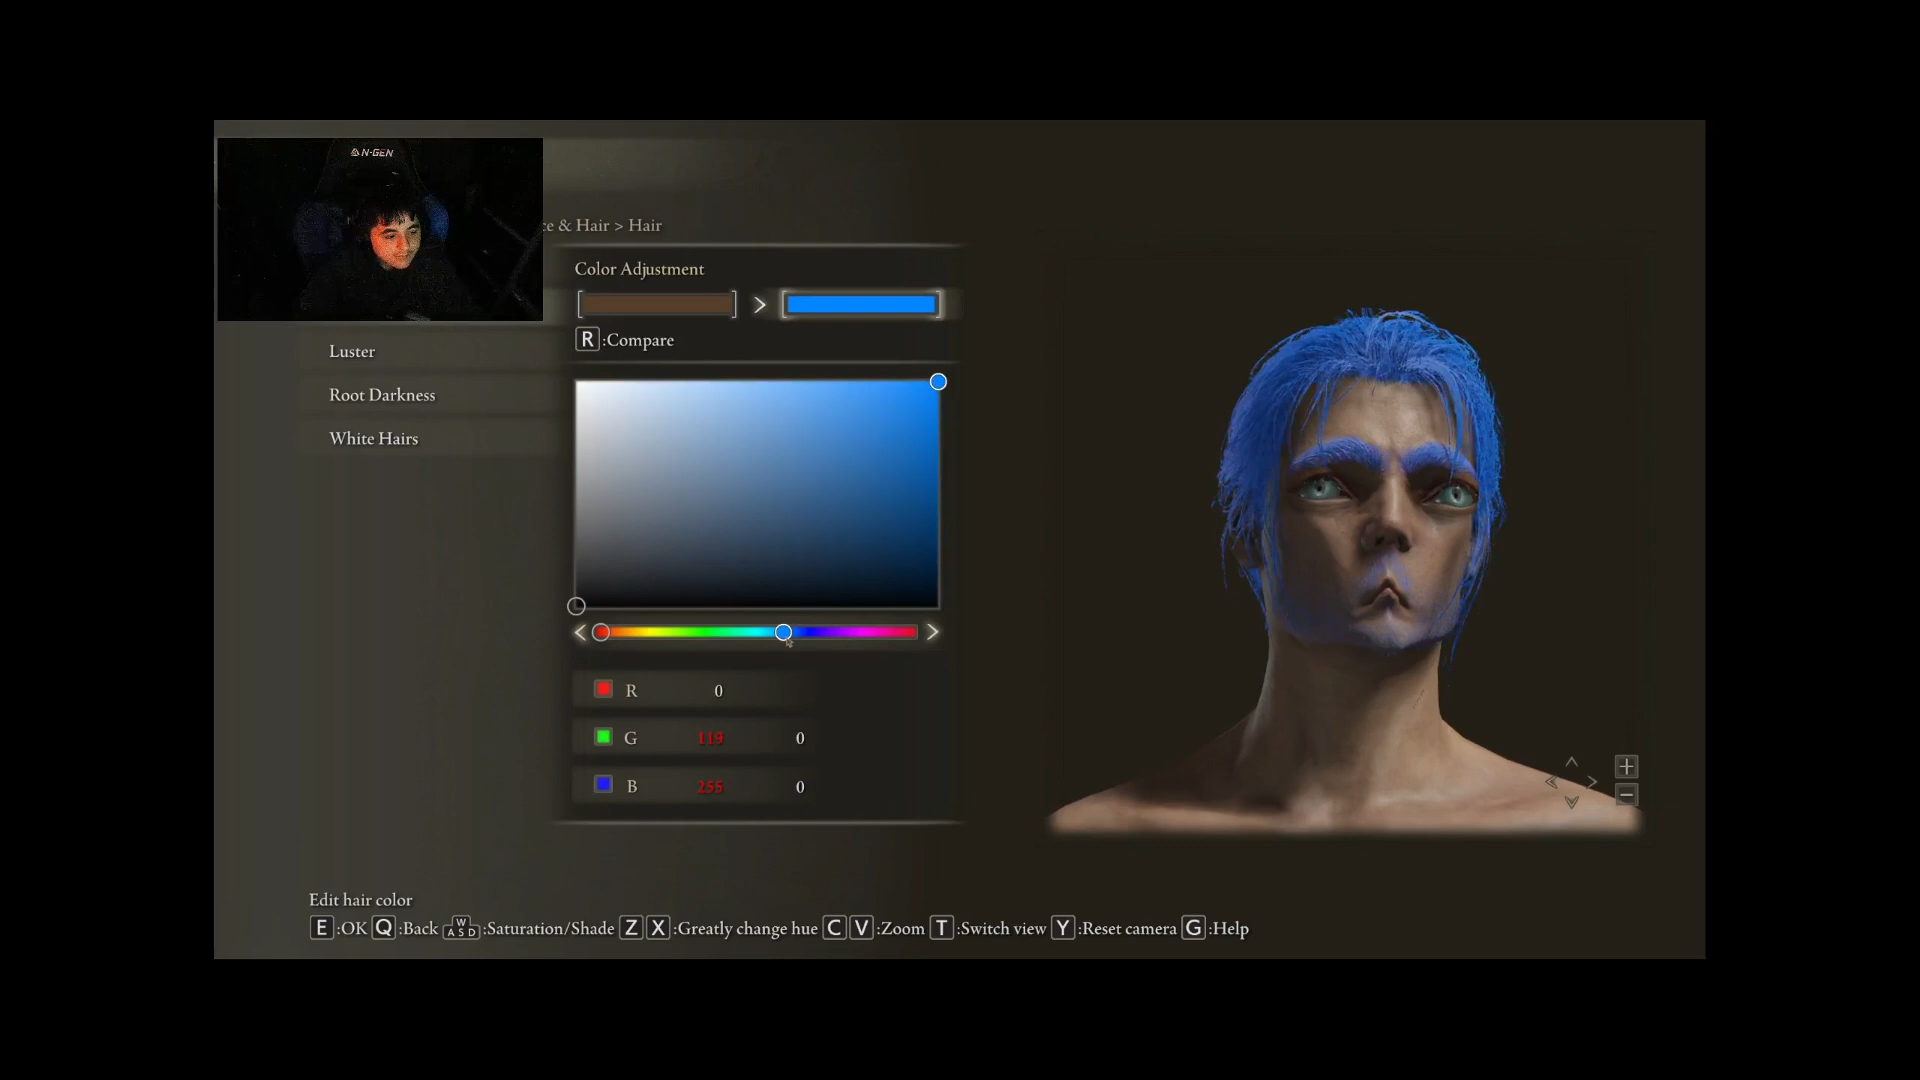 N-GEN
ce & Hair > Hair
Color Adjustment
R :Compare
Luster
Root Darkness
White Hairs
R 0
G 119 0
B 255 0
Edit hair color
E :OK Q :Back W A S D :Saturation/Shade Z X :Greatly change hue C V :Zoom T :Switch view Y :Reset camera G :Help